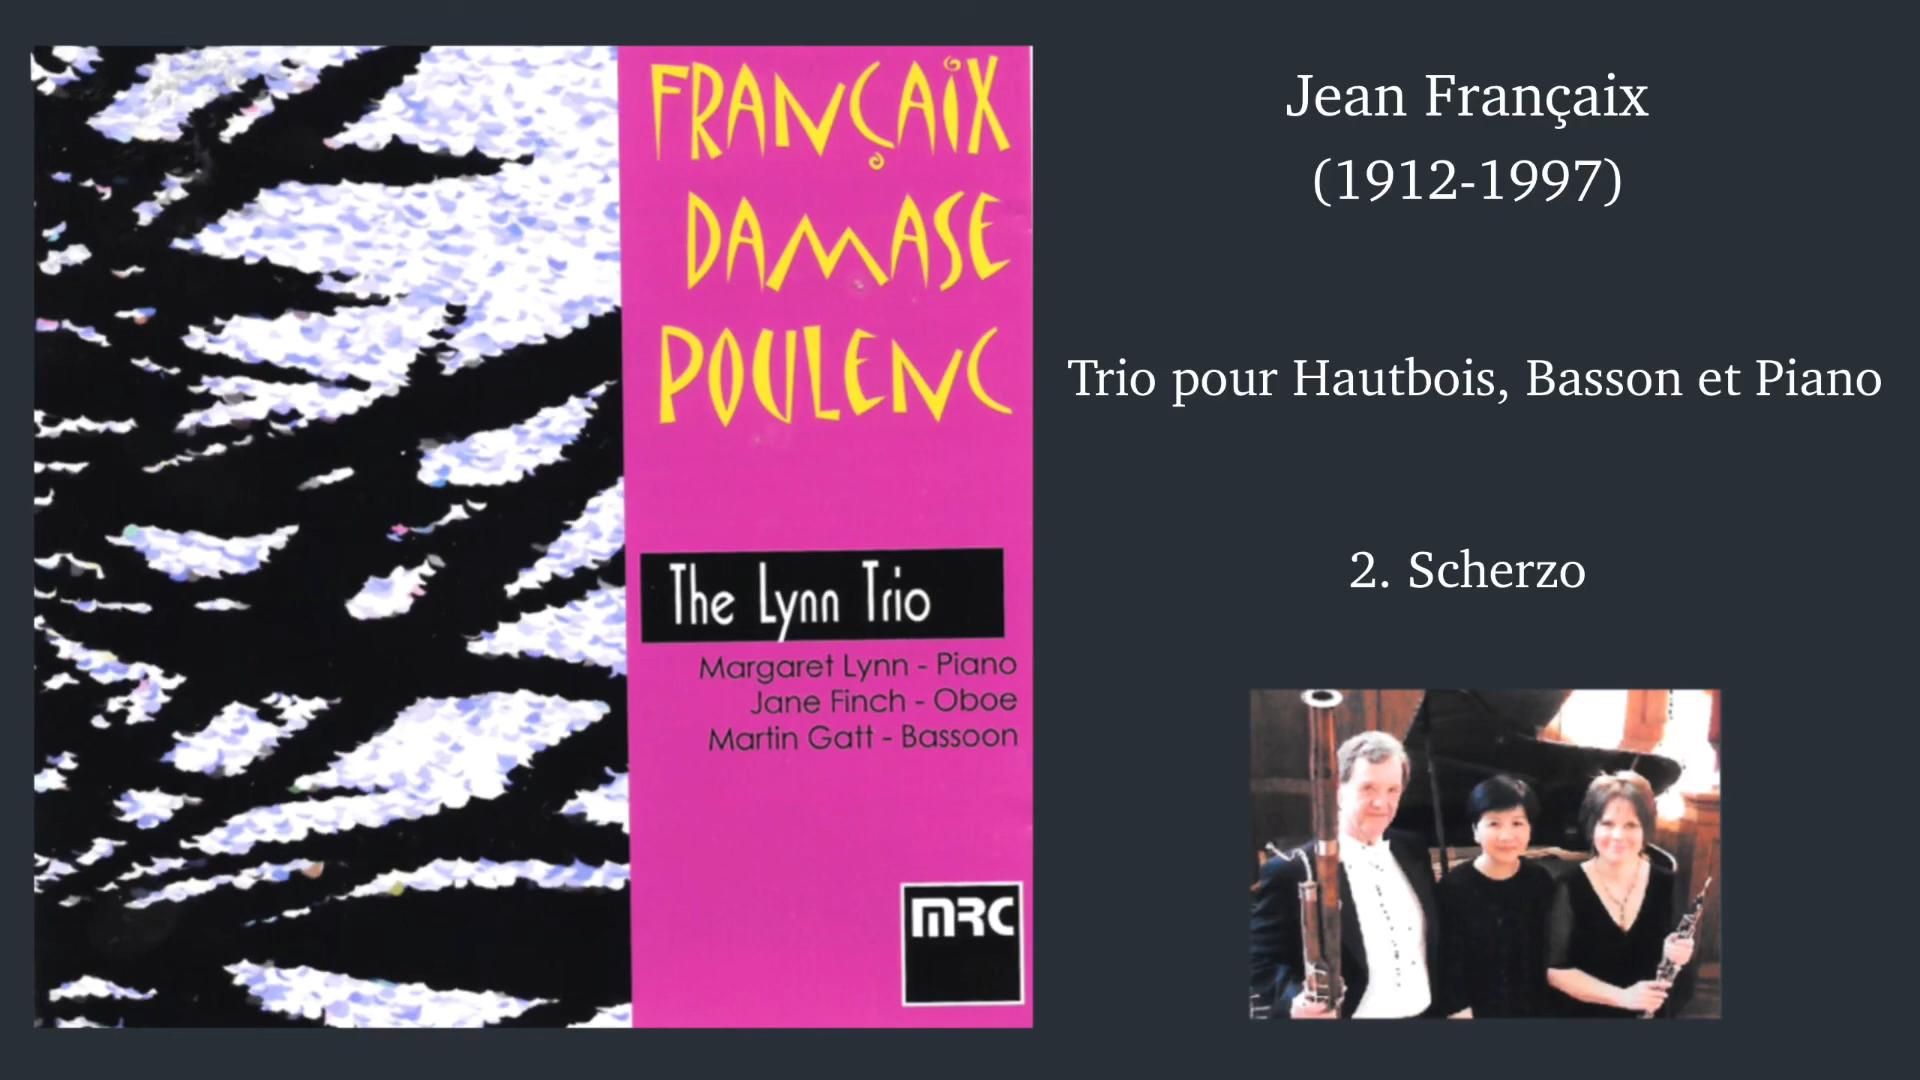 FRANÇAIX
DAMASE
POULENC
The Lynn Trio
Margaret Lynn - Piano
Jane Finch - Oboe
Martin Gatt - Bassoon
MRC
Jean Françaix
(1912-1997)
Trio pour Hautbois, Basson et Piano
2. Scherzo